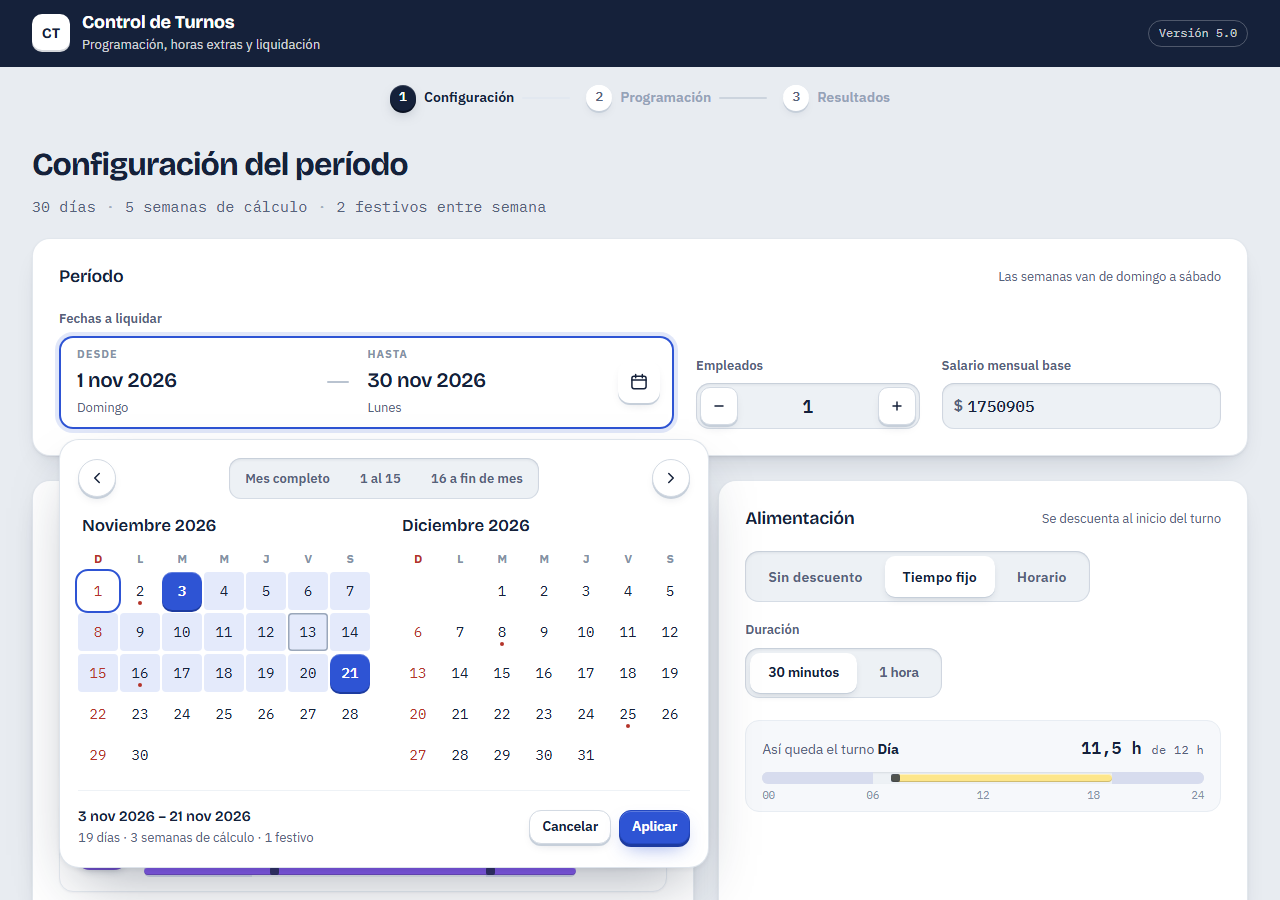 CT
Control de Turnos
Programación, horas extras y liquidación
Versión 5.0
1 Configuración 2 Programación 3 Resultados
Configuración del período
30 días · 5 semanas de cálculo · 2 festivos entre semana
Período
Las semanas van de domingo a sábado
Fechas a liquidar
DESDE
1 nov 2026
Domingo
—
HASTA
30 nov 2026
Lunes
Empleados
− 1 +
Salario mensual base
$ 1750905
Mes completo 1 al 15 16 a fin de mes
Noviembre 2026
D L M M J V S
1 2 3 4 5 6 7
8 9 10 11 12 13 14
15 16 17 18 19 20 21
22 23 24 25 26 27 28
29 30
Diciembre 2026
D L M M J V S
1 2 3 4 5
6 7 8 9 10 11 12
13 14 15 16 17 18 19
20 21 22 23 24 25 26
27 28 29 30 31
3 nov 2026 – 21 nov 2026
19 días · 3 semanas de cálculo · 1 festivo
Cancelar Aplicar
Alimentación
Se descuenta al inicio del turno
Sin descuento Tiempo fijo Horario
Duración
30 minutos 1 hora
Así queda el turno Día
11,5 h de 12 h
00 06 12 18 24